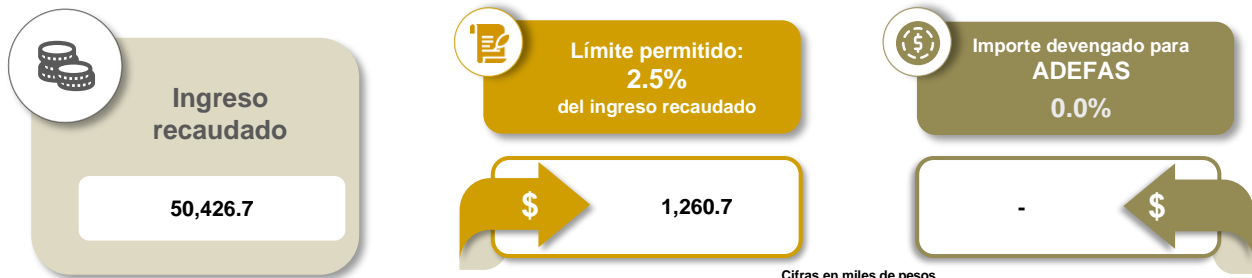 Ingreso
recaudado
50,426.7
Límite permitido:
2.5%
del ingreso recaudado
$
1,260.7
Importe devengado para
ADEFAS
0.0%
-
$
Cifras en miles de pesos